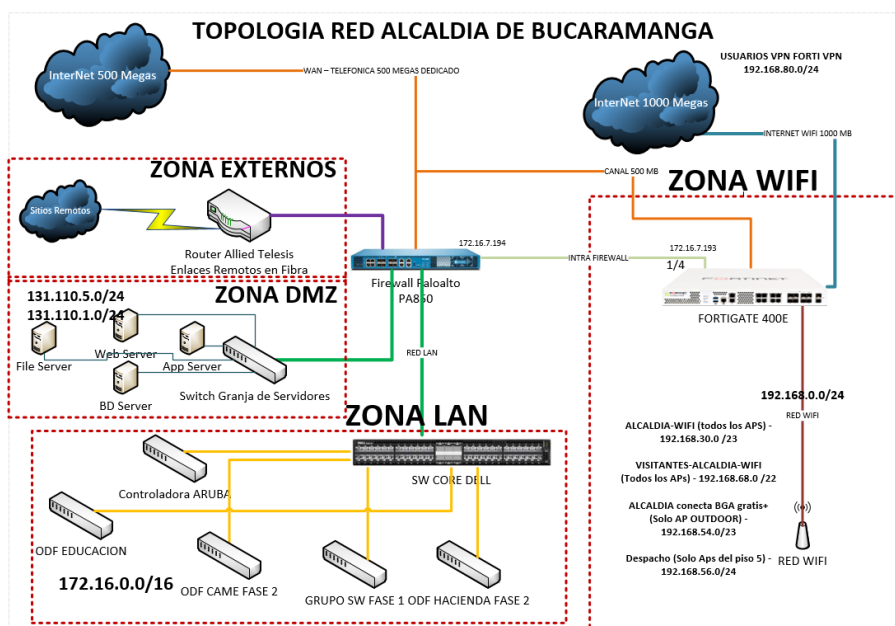 TOPOLOGIA RED ALCALDIA DE BUCARAMANGA
InterNet 500 Megas
WAN – TELEFONICA 500 MEGAS DEDICADO
USUARIOS VPN FORTI VPN
192.168.80.0/24
InterNet 1000 Megas
INTERNET WIFI 1000 MB
ZONA EXTERNOS
CANAL 500 MB
ZONA WIFI
Sitios Remotos
Router Allied Telesis
Enlaces Remotos en Fibra
172.16.7.194
INTRA FIREWALL
172.16.7.193
1/4
FORTINET
Firewall Paloalto
PA850
FORTIGATE 400E
131.110.5.0/24
131.110.1.0/24
ZONA DMZ
File Server
Web Server
App Server
BD Server
Switch Granja de Servidores
RED LAN
192.168.0.0/24
RED WIFI
ZONA LAN
SW CORE DELL
Controladora ARUBA
ODF EDUCACION
172.16.0.0/16
ODF CAME FASE 2
GRUPO SW FASE 1
ODF HACIENDA FASE 2
ALCALDIA-WIFI (todos los APS) -
192.168.30.0 /23
VISITANTES-ALCALDIA-WIFI
(Todos los APs) - 192.168.68.0 /22
ALCALDIA conecta BGA gratis+
(Solo AP OUTDOOR) -
192.168.54.0/23
Despacho (Solo Aps del piso 5) -
192.168.56.0/24
RED WIFI